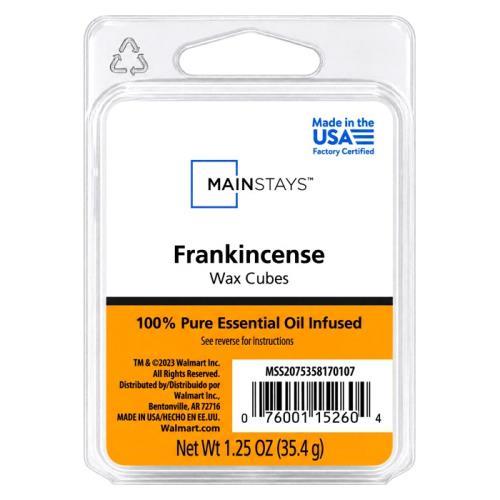 Made in the
USA
Factory Certified
MAINSTAYS™
Frankincense
Wax Cubes
100% Pure Essential Oil Infused
See reverse for instructions
TM & ©2023 Walmart Inc.
All Rights Reserved.
Distributed by/Distribuido por
Walmart Inc.,
Bentonville, AR 72716
MADE IN USA/HECHO EN EE.UU.
Walmart.com
MSS2075358170107
0 76001 15260 4
Net Wt 1.25 OZ (35.4 g)